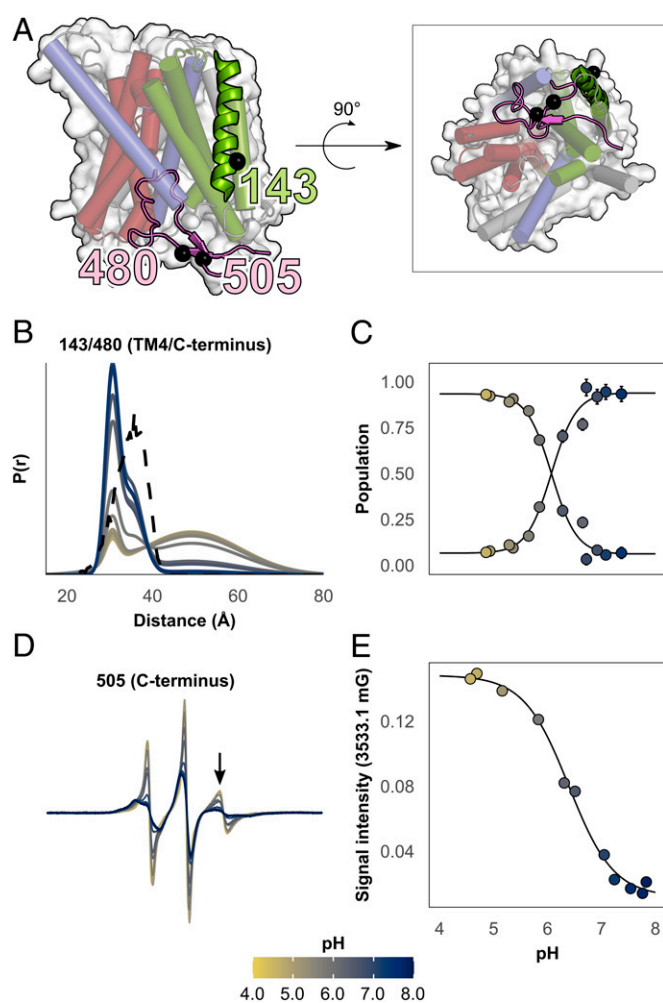 A
90°
143
480
505
B
143/480 (TM4/C-terminus)
P(r)
20
40
60
80
Distance (Å)
C
Population
1.00
0.75
0.50
0.25
0.00
D
505 (C-terminus)
E
Signal intensity (3533.1 mG)
0.12
0.08
0.04
4
5
6
7
8
pH
pH
4.0
5.0
6.0
7.0
8.0